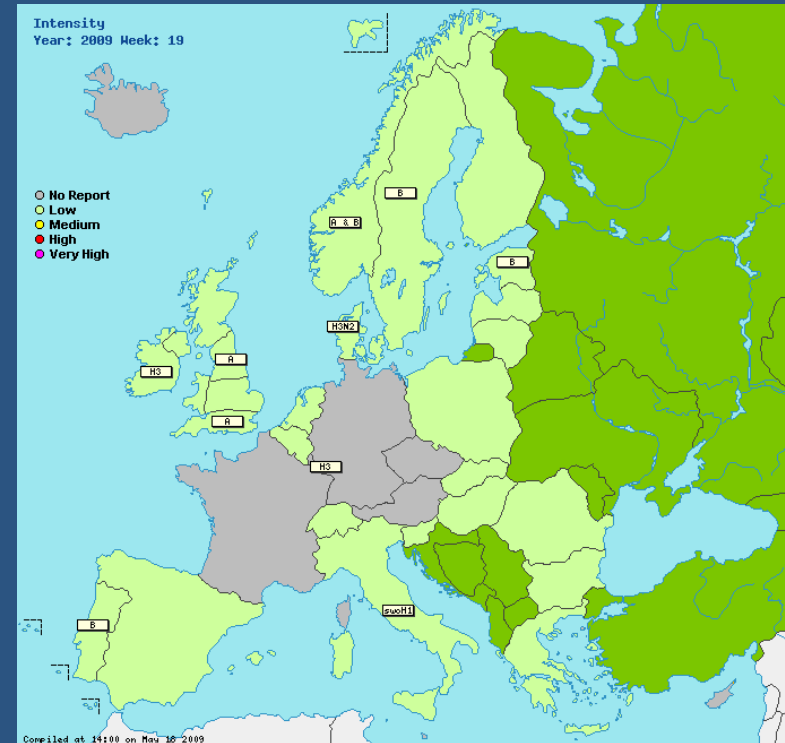 Intensity
Year: 2009 Week: 19
No Report
Low
Medium
High
Very High
B
A & B
B
H3N2
A
H3
A
H3
swoH1
B
Compiled at 14:00 on May 16 2009